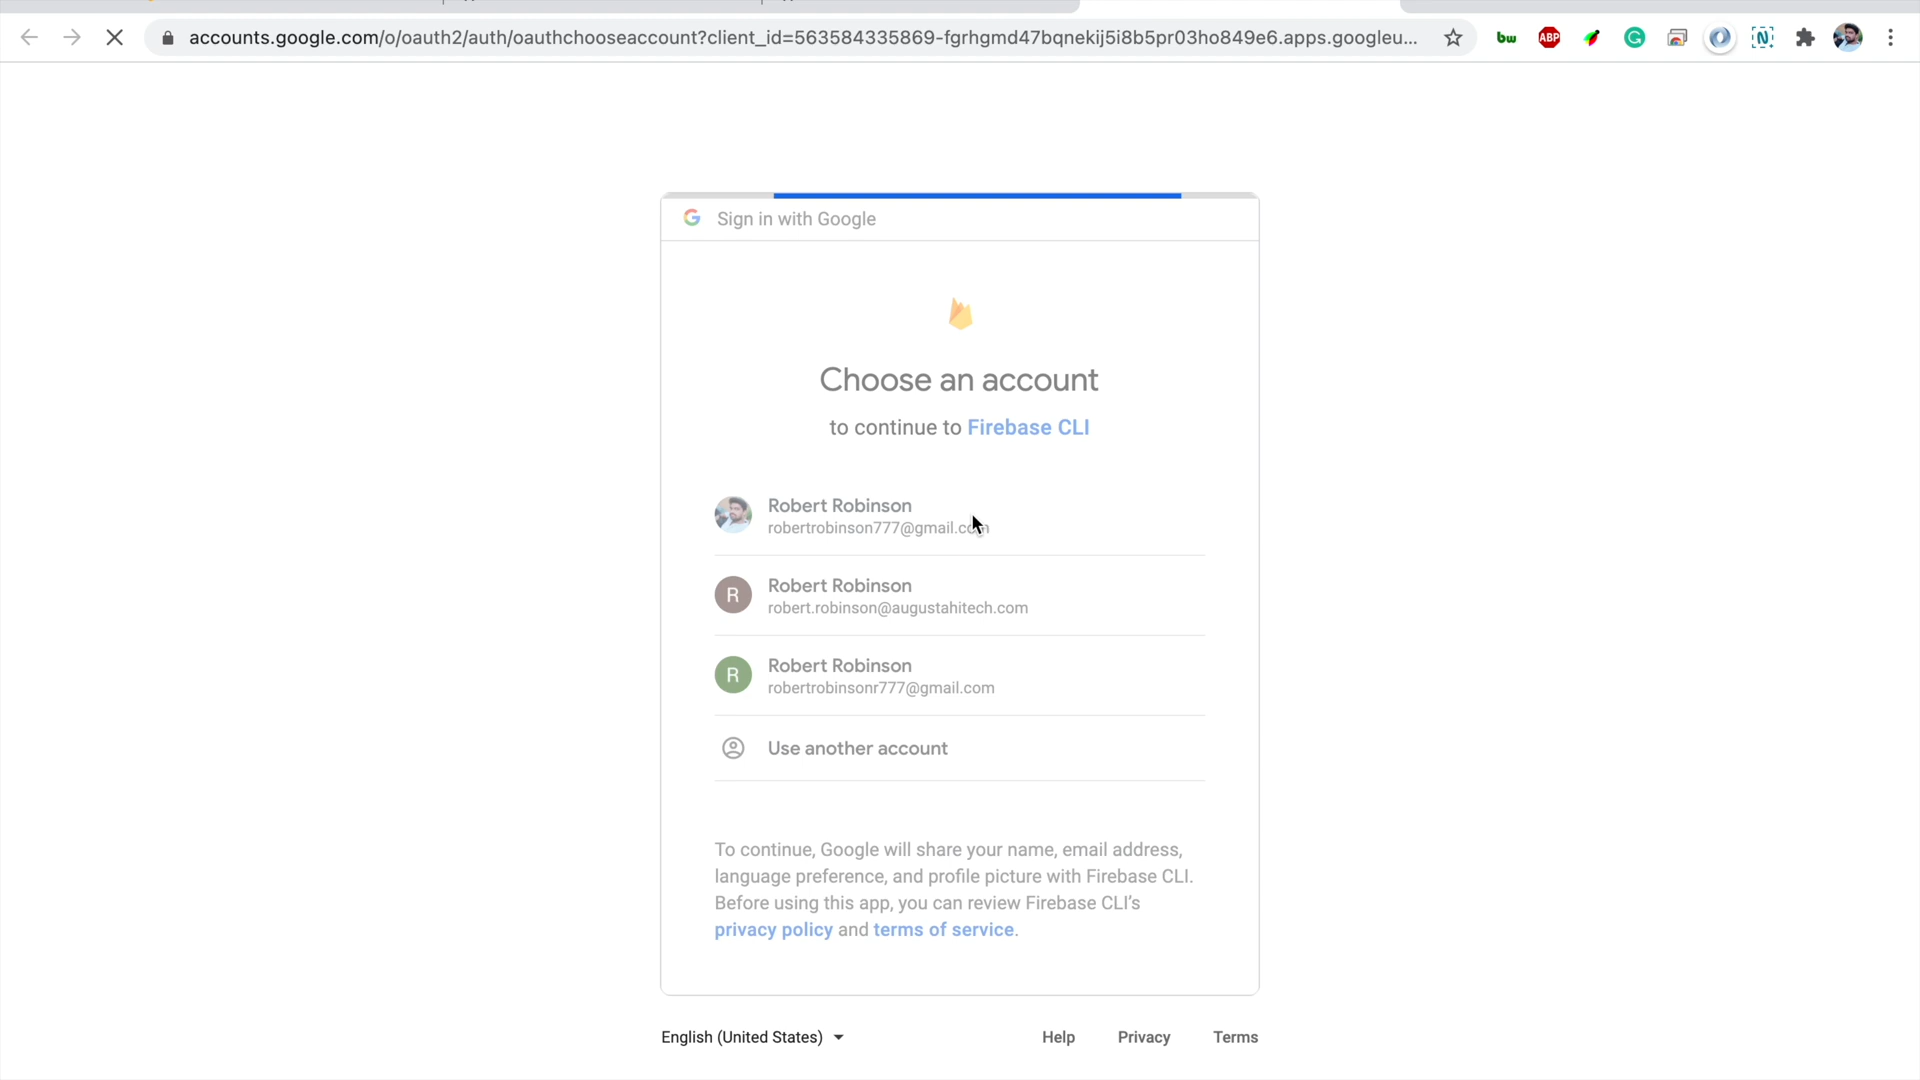 accounts.google.com/o/oauth2/auth/oauthchooseaccount?client_id=563584335869-fgrhgmd47bqnekij5i8b5pr03ho849e6.apps.googleu...
bw
ABP
G
N
G Sign in with Google
Choose an account
to continue to Firebase CLI
Robert Robinson
robertrobinson777@gmail.com
R
Robert Robinson
robert.robinson@augustahitech.com
R
Robert Robinson
robertrobinsonr777@gmail.com
Use another account
To continue, Google will share your name, email address,
language preference, and profile picture with Firebase CLI.
Before using this app, you can review Firebase CLI's
privacy policy and terms of service.
English (United States)
Help
Privacy
Terms